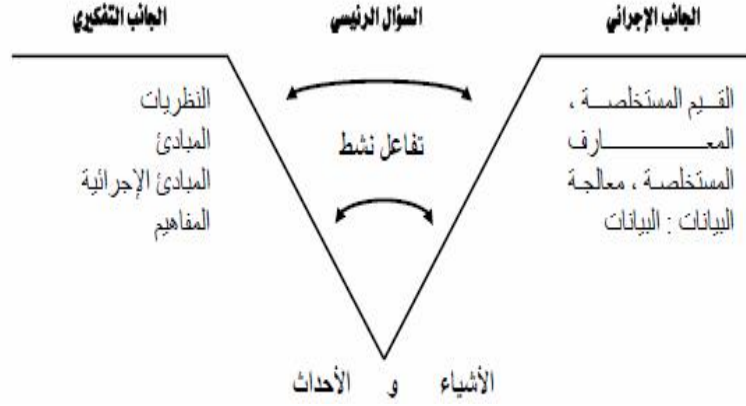 الجانب الإجرائي
السؤال الرئيسي
الجانب التفكيري
القيم المستخلصة ،
المعارف
المستخلصة ، معالجة
البيانات : البيانات
تفاعل نشط
النظريات
المبادئ
المبادئ الإجرائية
المفاهيم
الأشياء و الأحداث